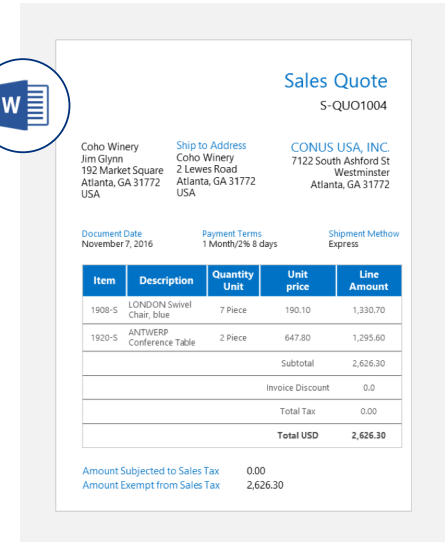 W
Sales Quote
S-QUO1004
Coho Winery
Jim Glynn
192 Market Square
Atlanta, GA 31772
USA
Ship to Address
Coho Winery
2 Lewes Road
Atlanta, GA 31772
USA
CONUS USA, INC.
7122 South Ashford St
Westminster
Atlanta, GA 31772
Document Date
November 7, 2016
Payment Terms
1 Month/2% 8 days
Shipment Methow
Express
Item Description Quantity Unit Unit price Line Amount
1908-S LONDON Swivel Chair, blue 7 Piece 190.10 1,330.70
1920-S ANTWERP Conference Table 2 Piece 647.80 1,295.60
Subtotal 2,626.30
Invoice Discount 0.0
Total Tax 0.00
Total USD 2,626.30
Amount Subjected to Sales Tax 0.00
Amount Exempt from Sales Tax 2,626.30